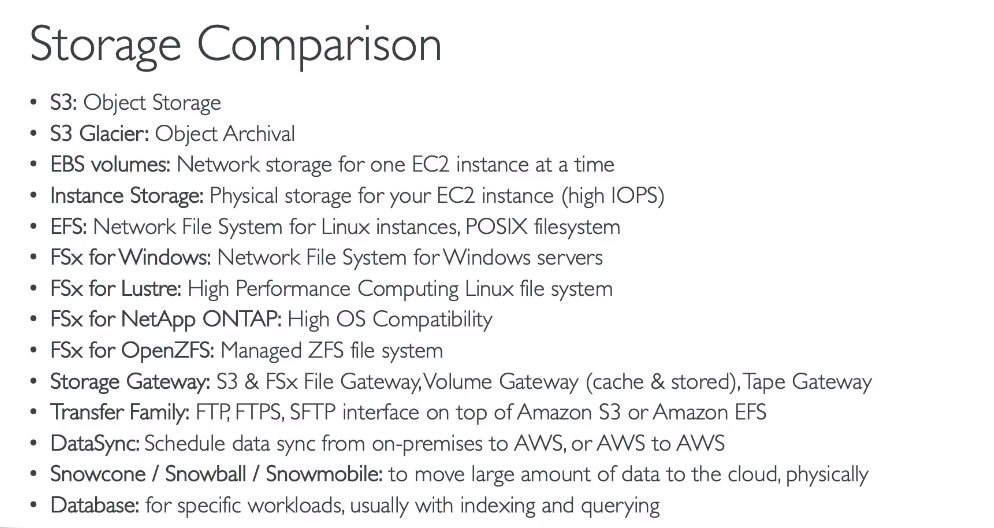 Storage Comparison
• S3: Object Storage
• S3 Glacier: Object Archival
• EBS volumes: Network storage for one EC2 instance at a time
• Instance Storage: Physical storage for your EC2 instance (high IOPS)
• EFS: Network File System for Linux instances, POSIX filesystem
• FSx for Windows: Network File System for Windows servers
• FSx for Lustre: High Performance Computing Linux file system
• FSx for NetApp ONTAP: High OS Compatibility
• FSx for OpenZFS: Managed ZFS file system
• Storage Gateway: S3 & FSx File Gateway, Volume Gateway (cache & stored), Tape Gateway
• Transfer Family: FTP, FTPS, SFTP interface on top of Amazon S3 or Amazon EFS
• DataSync: Schedule data sync from on-premises to AWS, or AWS to AWS
• Snowcone / Snowball / Snowmobile: to move large amount of data to the cloud, physically
• Database: for specific workloads, usually with indexing and querying